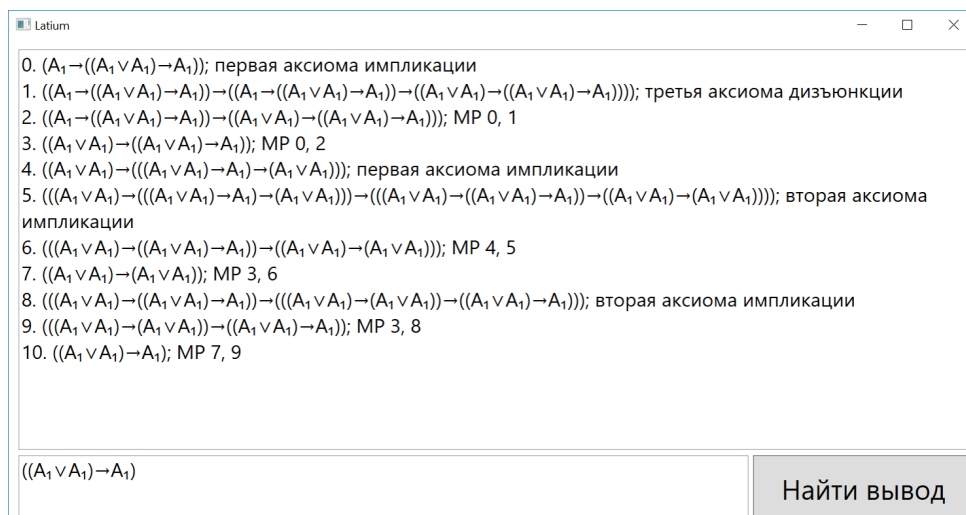 Latium
0. (A₁→((A₁∨A₁)→A₁)); первая аксиома импликации
1. ((A₁→((A₁∨A₁)→A₁))→((A₁→((A₁∨A₁)→A₁))→((A₁∨A₁)→((A₁∨A₁)→A₁)))); третья аксиома дизъюнкции
2. ((A₁→((A₁∨A₁)→A₁))→((A₁∨A₁)→((A₁∨A₁)→A₁))); MP 0, 1
3. ((A₁∨A₁)→((A₁∨A₁)→A₁)); MP 0, 2
4. ((A₁∨A₁)→(((A₁∨A₁)→A₁)→(A₁∨A₁))); первая аксиома импликации
5. (((A₁∨A₁)→(((A₁∨A₁)→A₁)→(A₁∨A₁)))→(((A₁∨A₁)→((A₁∨A₁)→A₁))→((A₁∨A₁)→(A₁∨A₁)))); вторая аксиома
импликации
6. (((A₁∨A₁)→((A₁∨A₁)→A₁))→((A₁∨A₁)→(A₁∨A₁))); MP 4, 5
7. ((A₁∨A₁)→(A₁∨A₁)); MP 3, 6
8. (((A₁∨A₁)→((A₁∨A₁)→A₁))→(((A₁∨A₁)→(A₁∨A₁))→((A₁∨A₁)→A₁))); вторая аксиома импликации
9. (((A₁∨A₁)→(A₁∨A₁))→((A₁∨A₁)→A₁)); MP 3, 8
10. ((A₁∨A₁)→A₁); MP 7, 9
((A₁∨A₁)→A₁)
Найти вывод